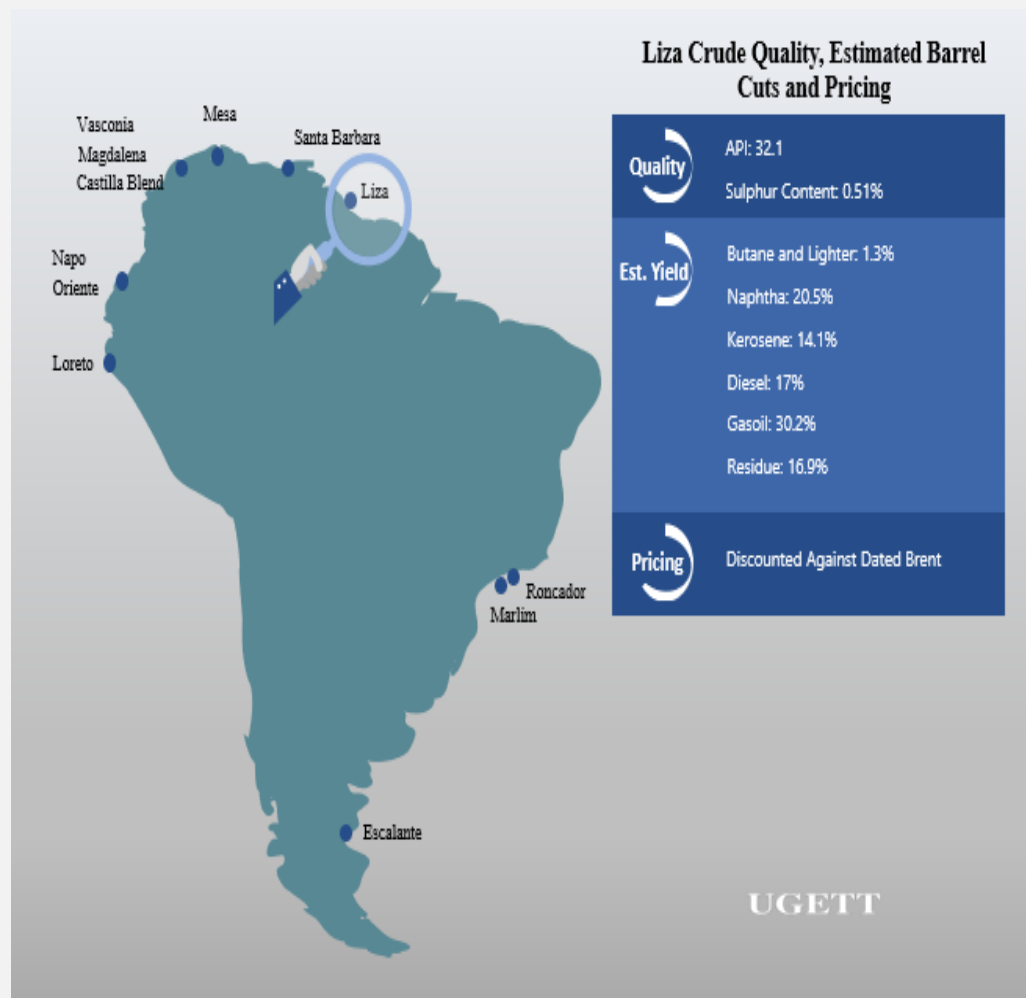 Liza Crude Quality, Estimated Barrel
Cuts and Pricing
Vasconia
Magdalena
Castilla Blend
Mesa
Santa Barbara
Liza
Napo
Oriente
Loreto
Roncador
Marlim
Escalante
Quality
API: 32.1
Sulphur Content: 0.51%
Est. Yield
Butane and Lighter: 1.3%
Naphtha: 20.5%
Kerosene: 14.1%
Diesel: 17%
Gasoil: 30.2%
Residue: 16.9%
Pricing
Discounted Against Dated Brent
UGETT